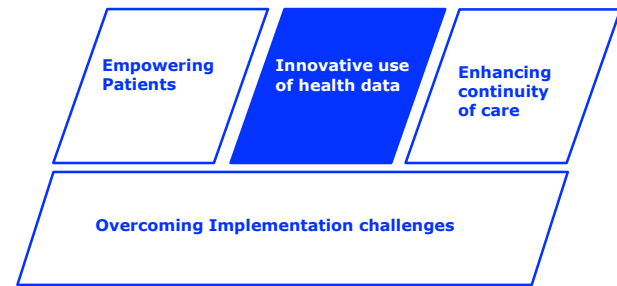 Empowering
Patients
Innovative use
of health data
Enhancing
continuity
of care
Overcoming Implementation challenges